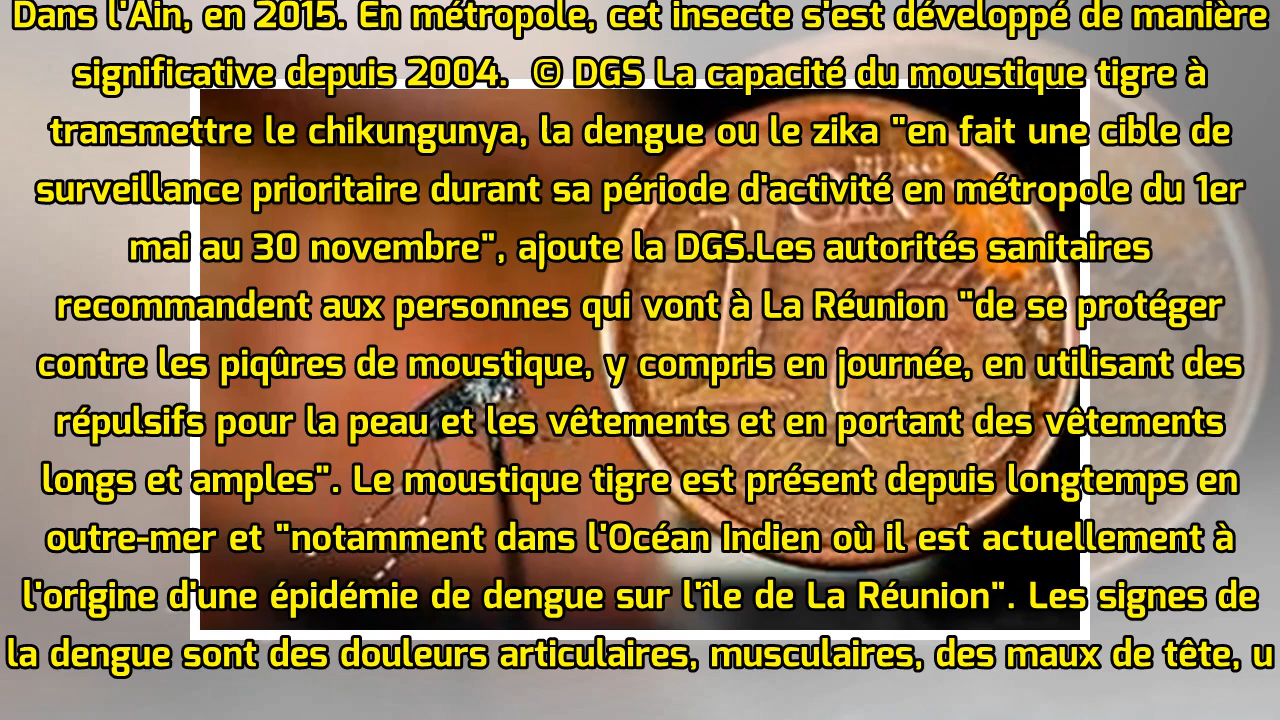 Dans l'Ain, en 2015. En métropole, cet insecte s'est développé de manière
significative depuis 2004.  © DGS La capacité du moustique tigre à
transmettre le chikungunya, la dengue ou le zika "en fait une cible de
surveillance prioritaire durant sa période d'activité en métropole du 1er
mai au 30 novembre", ajoute la DGS.Les autorités sanitaires
recommandent aux personnes qui vont à La Réunion "de se protéger
contre les piqûres de moustique, y compris en journée, en utilisant des
répulsifs pour la peau et les vêtements et en portant des vêtements
longs et amples". Le moustique tigre est présent depuis longtemps en
outre-mer et "notamment dans l'Océan Indien où il est actuellement à
l'origine d'une épidémie de dengue sur l'île de La Réunion". Les signes de
la dengue sont des douleurs articulaires, musculaires, des maux de tête, u